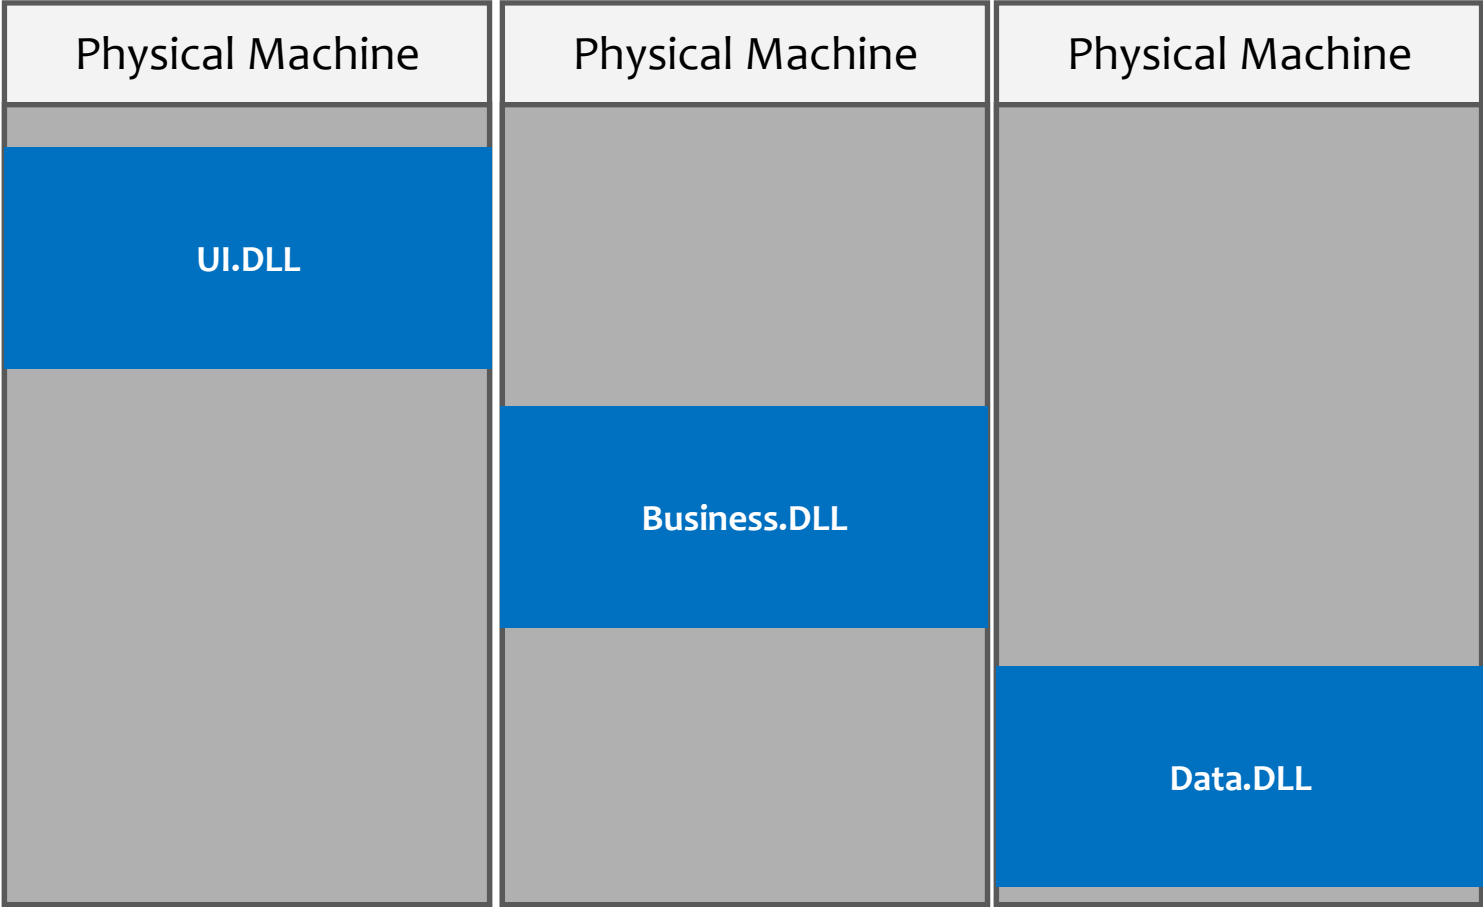 Physical Machine
Physical Machine
Physical Machine
UI.DLL
Business.DLL
Data.DLL